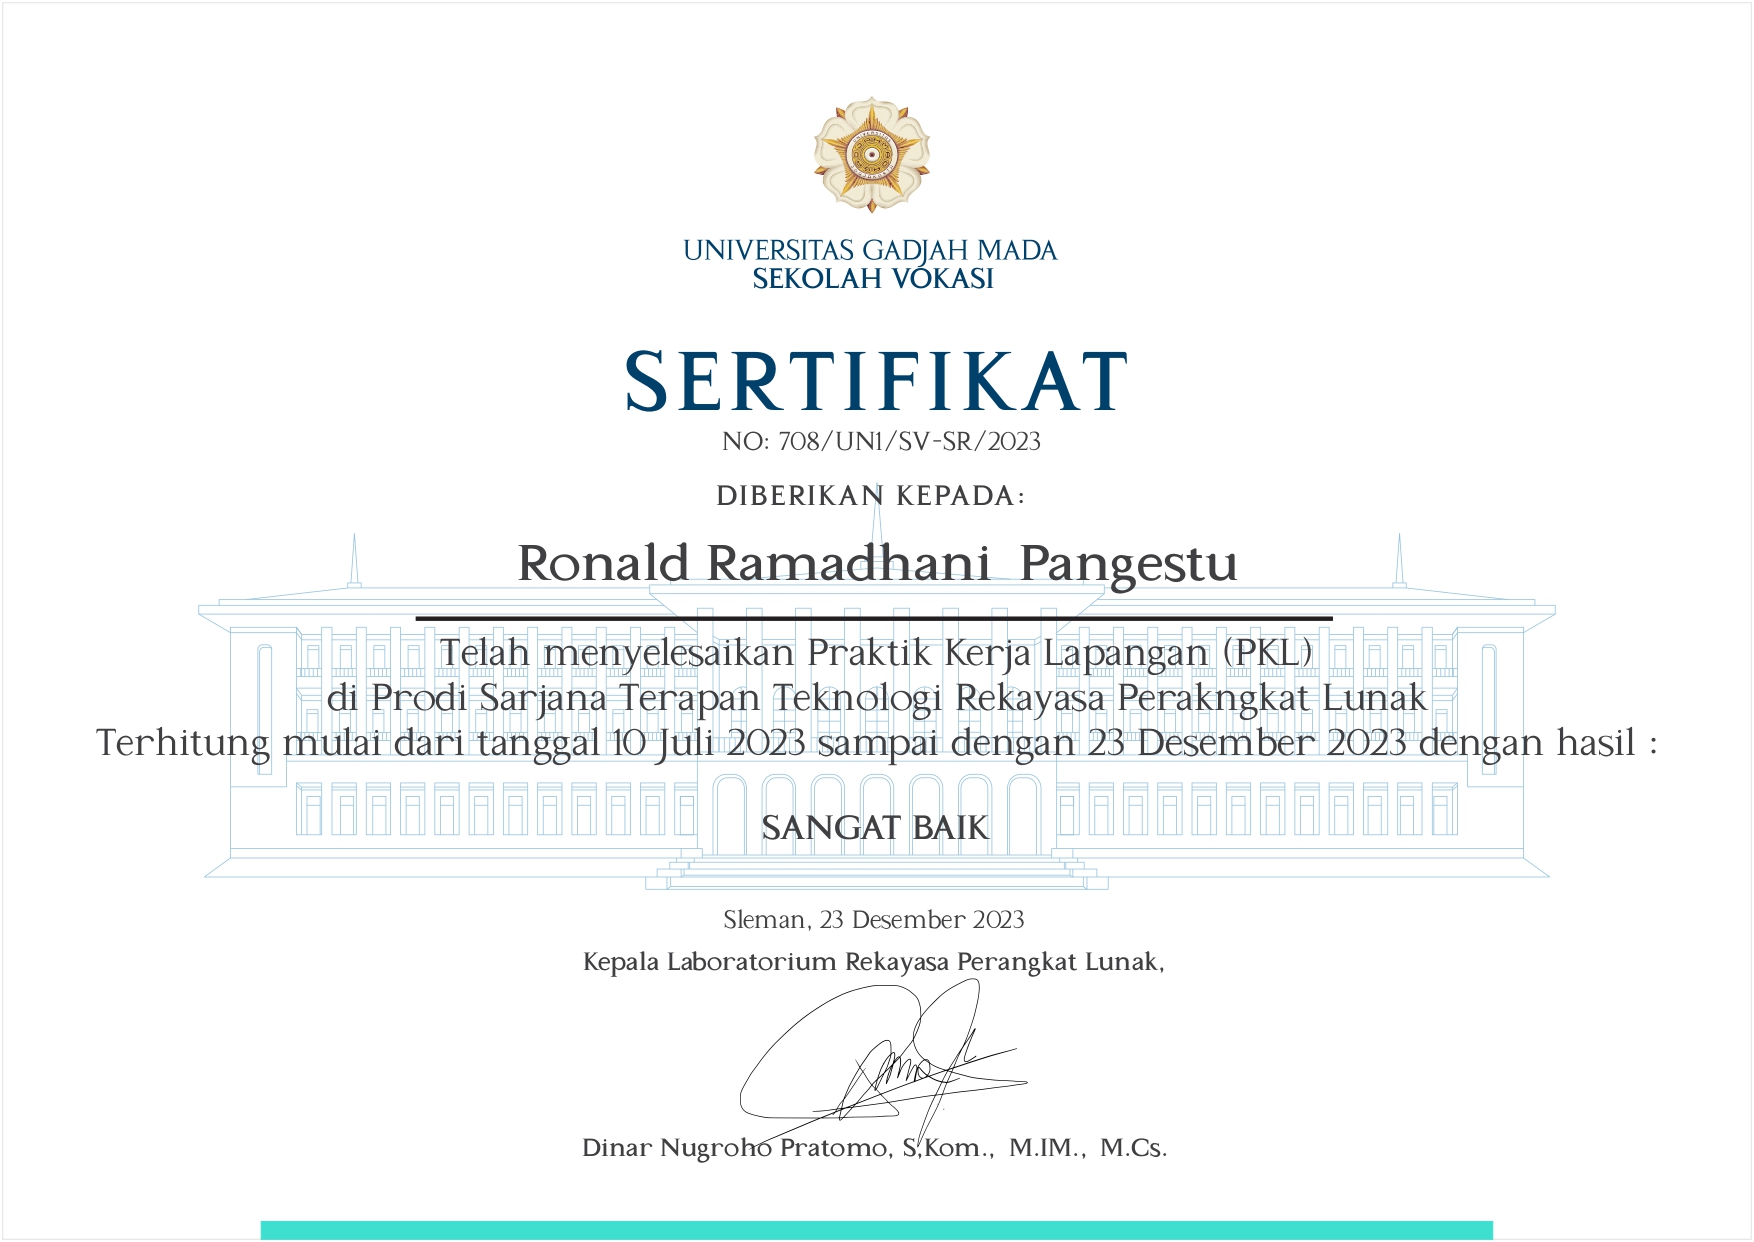 UNIVERSITAS GADJAH MADA
SEKOLAH VOKASI
SERTIFIKAT
NO: 708/UN1/SV-SR/2023
DIBERIKAN KEPADA:
Ronald Ramadhani Pangestu
Telah menyelesaikan Praktik Kerja Lapangan (PKL)
di Prodi Sarjana Terapan Teknologi Rekayasa Perakngkat Lunak
Terhitung mulai dari tanggal 10 Juli 2023 sampai dengan 23 Desember 2023 dengan hasil :
SANGAT BAIK
Sleman, 23 Desember 2023
Kepala Laboratorium Rekayasa Perangkat Lunak,
Dinar Nugroho Pratomo, S,Kom., M.IM., M.Cs.